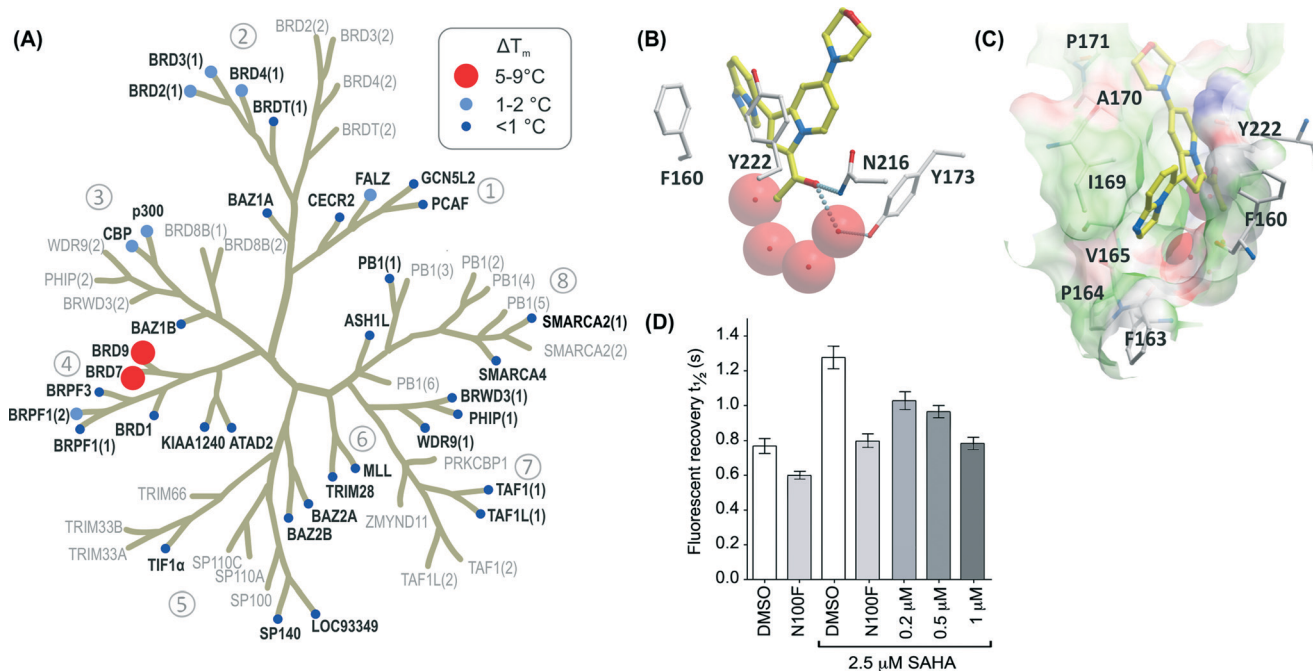 (A)
②
BRD2(2)
BRD3(2)
BRD3(1)
BRD4(1)
BRD2(1)
BRDT(1)
BRD4(2)
BRDT(2)
ΔTm
5-9°C
1-2 °C
<1 °C
FALZ
GCN5L2
CECR2
PCAF
①
BAZ1A
③
p300
CBP
WDR9(2)
BRD8B(1)
BRD8B(2)
PHIP(2)
BRWD3(2)
BAZ1B
PB1(1)
PB1(3)
PB1(2)
PB1(4)
PB1(5)
⑧
ASH1L
SMARCA2(1)
SMARCA2(2)
SMARCA4
PB1(6)
④
BRD9
BRD7
BRPF3
BRPF1(2)
BRPF1(1)
BRD1
KIAA1240
ATAD2
BRWD3(1)
PHIP(1)
WDR9(1)
⑥
MLL
TRIM28
PRKCBP1
⑦
TAF1(1)
TAF1L(1)
ZMYND11
TAF1(2)
TAF1L(2)
BAZ2A
BAZ2B
TRIM66
TRIM33B
TRIM33A
TIF1α
SP110C
SP110A
SP100
⑤
SP140
LOC93349
(B)
F160
Y222
N216
Y173
(C)
P171
A170
Y222
I169
F160
V165
P164
F163
(D)
Fluorescent recovery t½ (s)
1.4
1.2
1.0
0.8
0.6
0.4
0.2
0.0
DMSO
N100F
DMSO
N100F
0.2 μM
0.5 μM
1 μM
2.5 μM SAHA